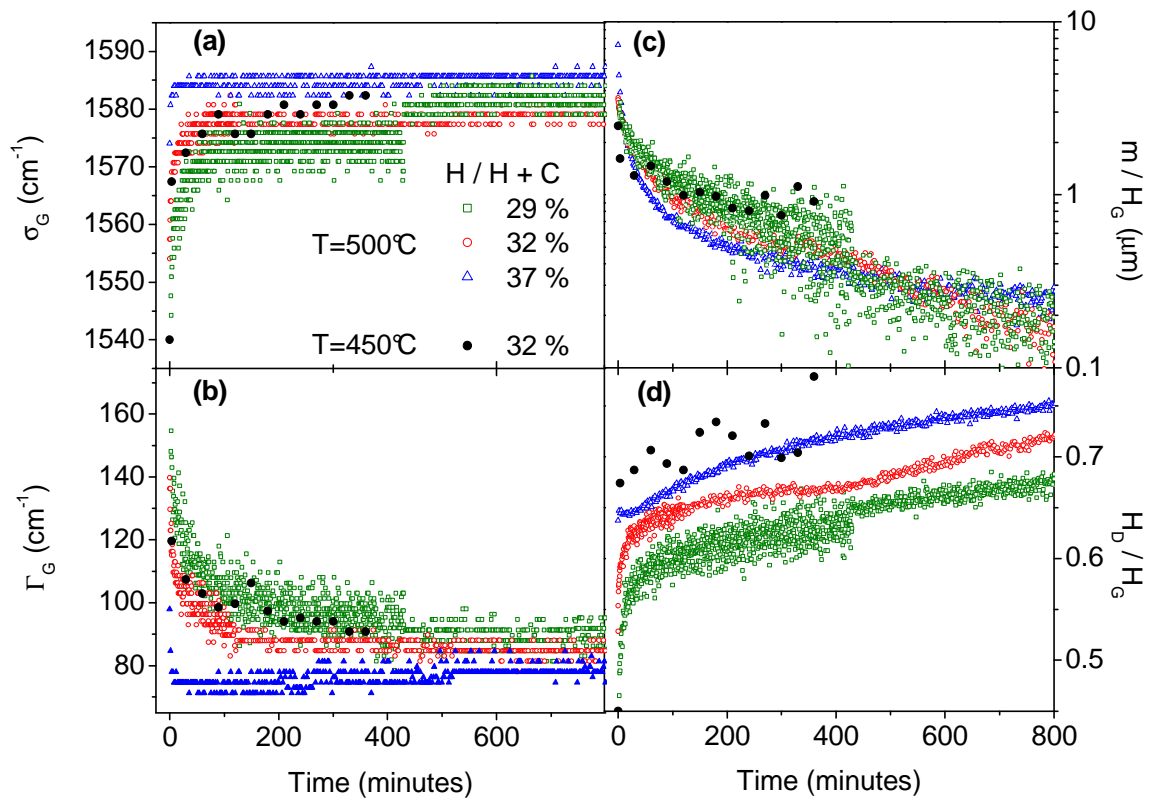 (a)
1590
1580
1570
1560
1550
1540
σG (cm-1)
H / H + C
29 %
T=500°C
32 %
37 %
T=450°C
32 %
(c)
10
1
0.1
m / HG (μm)
(b)
160
140
120
100
80
ΓG (cm-1)
0
200
400
600
Time (minutes)
(d)
0.7
0.6
0.5
HD / HG
0
200
400
600
800
Time (minutes)